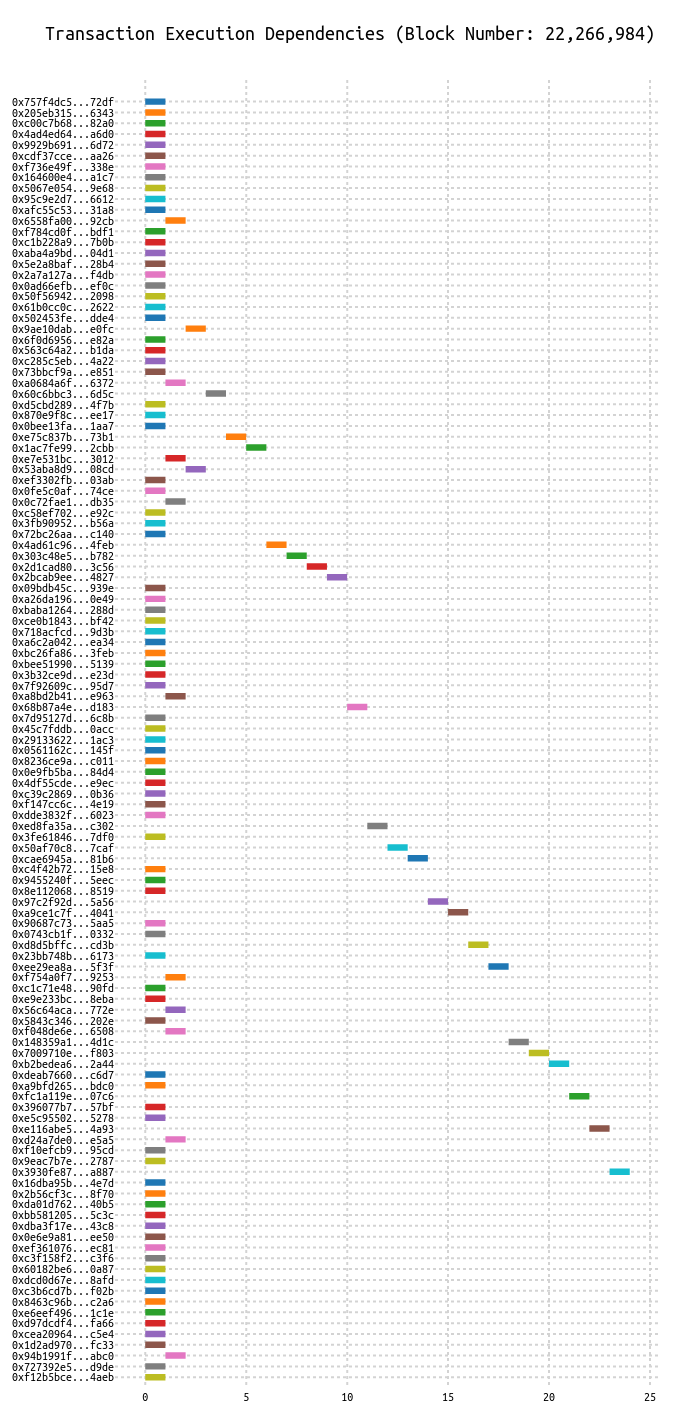 Transaction Execution Dependencies (Block Number: 22,266,984)
0x757f4dc5...72df
0x205eb315...6343
0xc00c7b68...82a0
0x4ad4ed64...a6d0
0x9929b691...6d72
0xcdf37cce...aa26
0xf736e49f...338e
0x164600e4...a1c7
0x5067e054...9e68
0x95c9e2d7...6612
0xafc55c53...31a8
0x6558fa00...92cb
0xf784cd0f...bdf1
0xc1b228a9...7b0b
0xaba4a9bd...04d1
0x5e2a8baf...28b4
0x2a7a127a...f4db
0x0ad66efb...ef0c
0x50f56942...2098
0x61b0cc0c...2622
0x502453fe...dde4
0x9ae10dab...e0fc
0x6f0d6956...e82a
0x563c64a2...b1da
0xc285c5eb...4a22
0x73bbcf9a...e851
0xa0684a6f...6372
0x60c6bbc3...6d5c
0xd5cbd289...4f7b
0x870e9f8c...ee17
0x0bee13fa...1aa7
0xe75c837b...73b1
0x1ac7fe99...2cbb
0xe7e531bc...3012
0x53aba8d9...08cd
0xef3302fb...03ab
0x0fe5c0af...74ce
0x0c72fae1...db35
0xc58ef702...e92c
0x3fb90952...b56a
0x72bc26aa...c140
0x4ad61c96...4feb
0x303c48e5...b782
0x2d1cad80...3c56
0x2bcab9ee...4827
0x09bdb45c...939e
0xa26da196...0e49
0xbaba1264...288d
0xce0b1843...bf42
0x718acfcd...9d3b
0xa6c2a042...ea34
0xbc26fa86...3feb
0xbee51990...5139
0x3b32ce9d...e23d
0x7f92609c...95d7
0xa8bd2b41...e963
0x68b87a4e...d183
0x7d95127d...6c8b
0x45c7fddb...0acc
0x29133622...1ac3
0x0561162c...145f
0x8236ce9a...c011
0x0e9fb5ba...84d4
0x4df55cde...e9ec
0xc39c2869...0b36
0xf147cc6c...4e19
0xdde3832f...6023
0xed8fa35a...c302
0x3fe61846...7df0
0x50af70c8...7caf
0xcae6945a...81b6
0xc4f42b72...15e8
0x9455240f...5eec
0x8e112068...8519
0x97c2f92d...5a56
0xa9ce1c7f...4041
0x90687c73...5aa5
0x0743cb1f...0332
0xd8d5bffc...cd3b
0x23bb748b...6173
0xee29ea8a...5f3f
0xf754a0f7...9253
0xc1c71e48...90fd
0xe9e233bc...8eba
0x56c64aca...772e
0x5843c346...202e
0xf048de6e...6508
0x148359a1...4d1c
0x7009710e...f803
0xb2bedea6...2a44
0xdeab7660...c6d7
0xa9bfd265...bdc0
0xfc1a119e...07c6
0x396077b7...57bf
0xe5c95502...5278
0xe116abe5...4a93
0xd24a7de0...e5a5
0xf10efcb9...95cd
0x9eac7b7e...2787
0x3930fe87...a887
0x16dba95b...4e7d
0x2b56cf3c...8f70
0xda01d762...40b5
0xbb581205...5c3c
0xdba3f17e...43c8
0x0e6e9a81...ee50
0xef361076...ec81
0xc3f158f2...c3f6
0x60182be6...0a87
0xdcd0d67e...8afd
0xc3b6cd7b...f02b
0x8463c96b...c2a6
0xe6eef496...1c1e
0xd97dcdf4...fa66
0xcea20964...c5e4
0x1d2ad970...fc33
0x94b1991f...abc0
0x727392e5...d9de
0xf12b5bce...4aeb
0 5 10 15 20 25